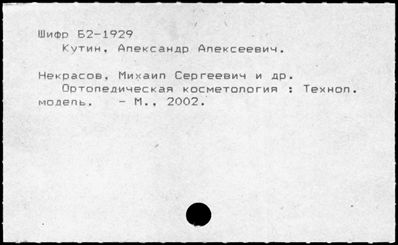 Шифр Б2-1929
Кутин, Александр Алексеевич.
Некрасов, Михаил Сергеевич и др.
Ортопедическая косметология : Технол.
модель. - М., 2002.